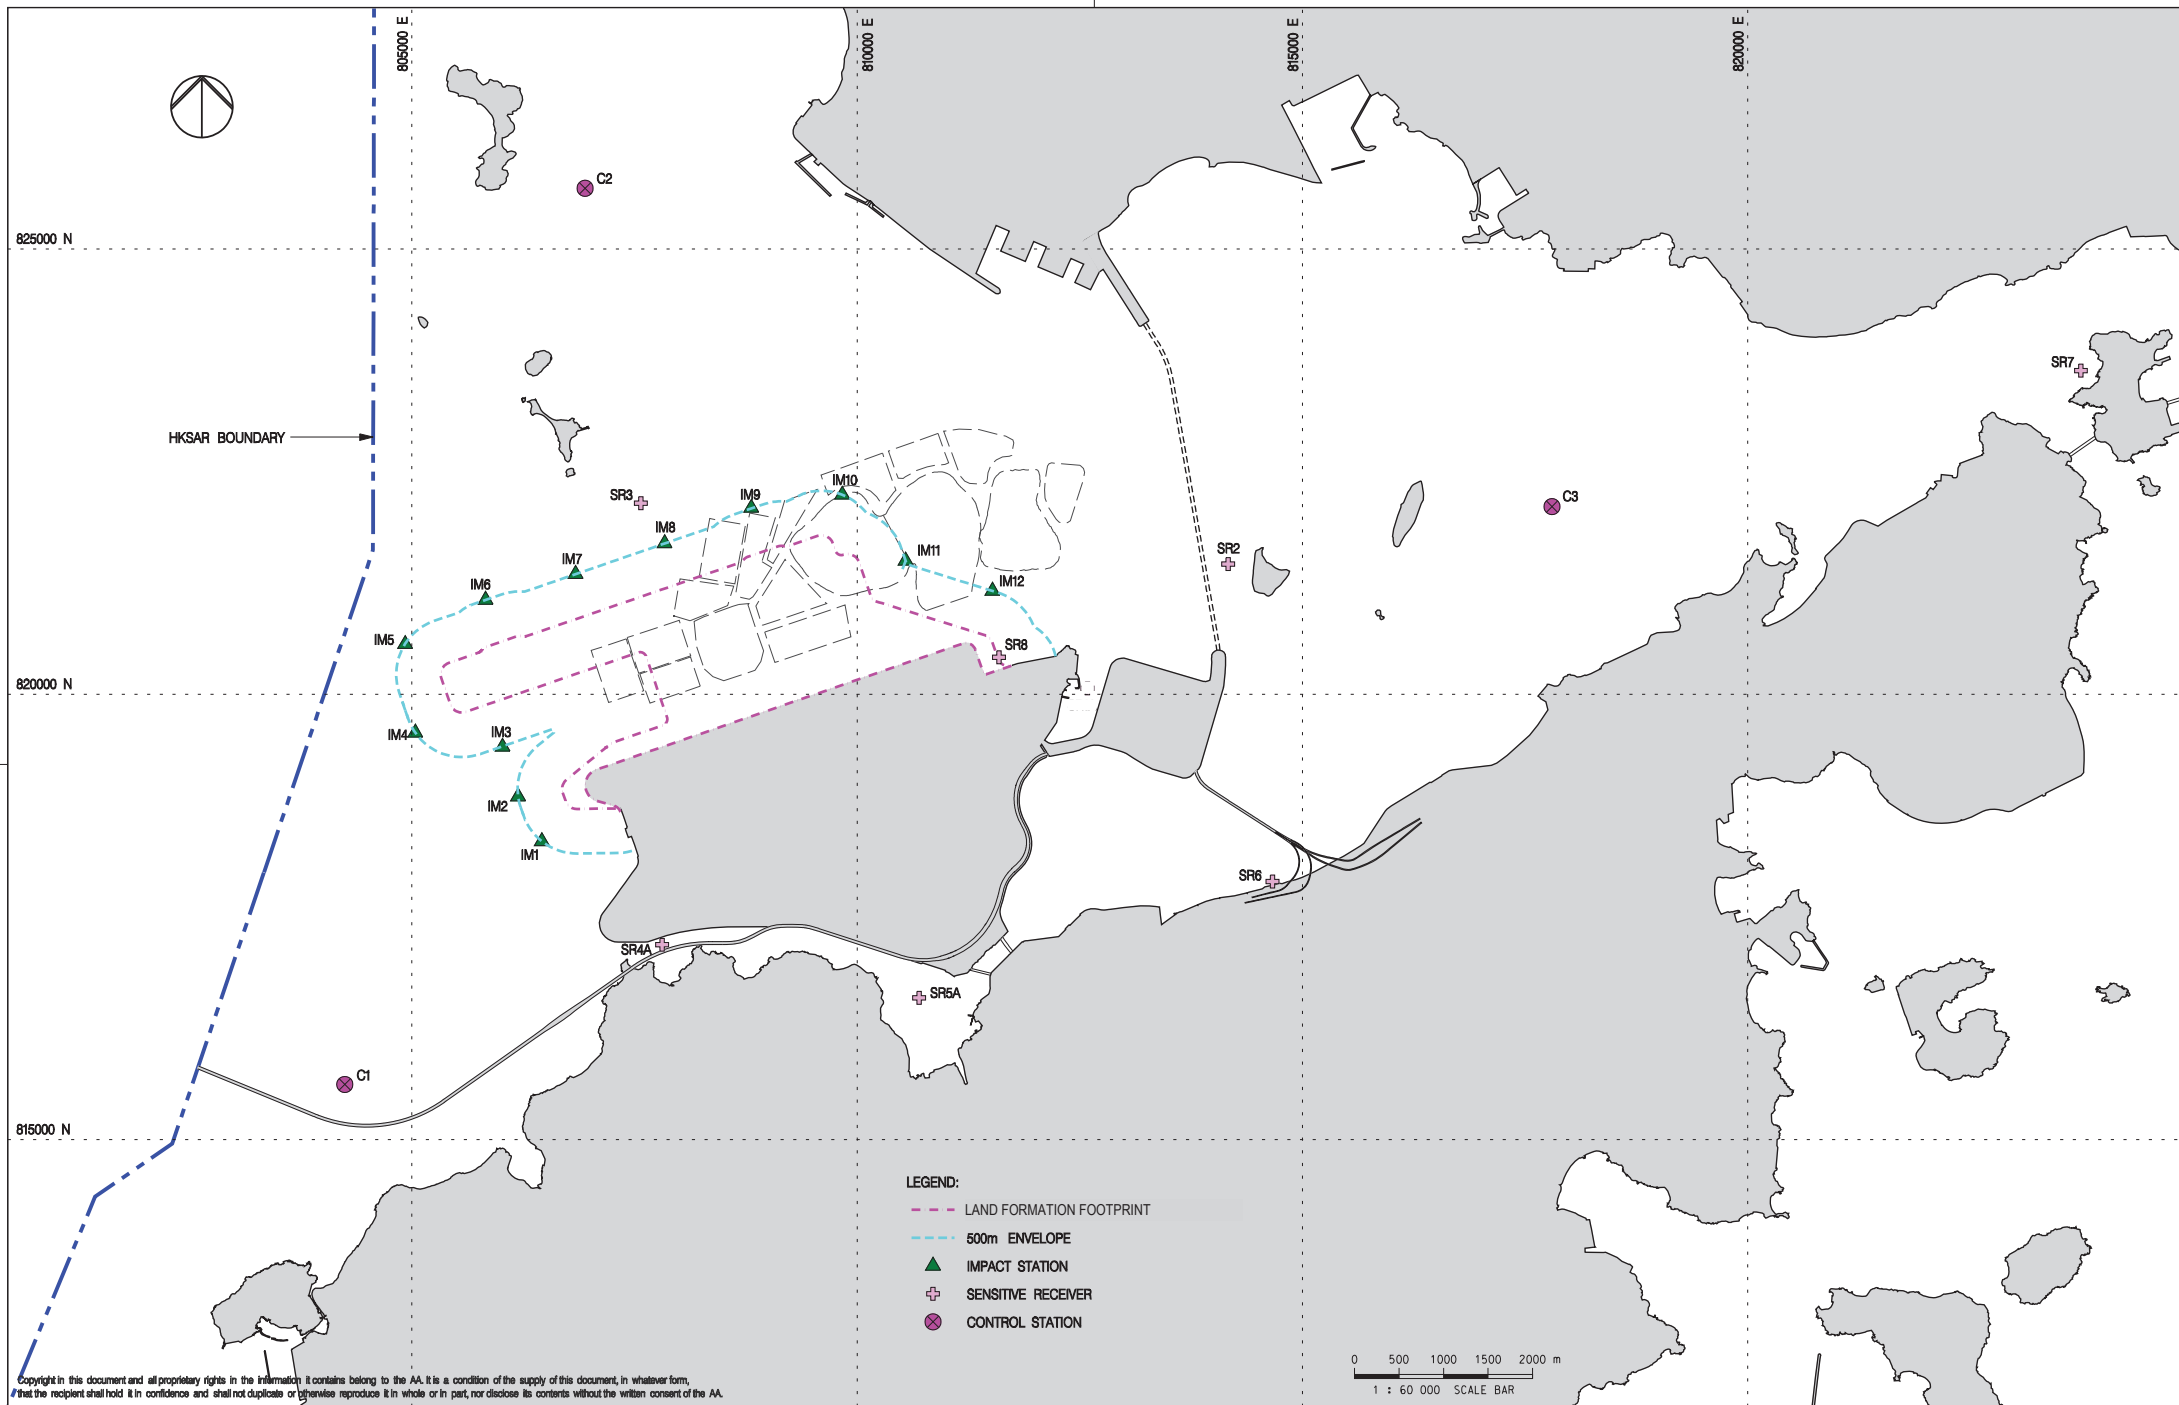 805000 E
810000 E
815000 E
820000 E
C2
825000 N
SR7
HKSAR BOUNDARY
SR3
IM9
IM10
C3
IM8
IM11
SR2
IM7
IM12
IM6
IM5
SR8
820000 N
IM4
IM3
IM2
IM1
SR6
SR4A
SR5A
C1
815000 N
LEGEND:
LAND FORMATION FOOTPRINT
500m ENVELOPE
IMPACT STATION
SENSITIVE RECEIVER
CONTROL STATION
0 500 1000 1500 2000 m
1 : 60 000 SCALE BAR
Copyright in this document and all proprietary rights in the information it contains belong to the AA. It is a condition of the supply of this document, in whatever form,
that the recipient shall hold it in confidence and shall not duplicate or otherwise reproduce it in whole or in part, nor disclose its contents without the written consent of the AA.